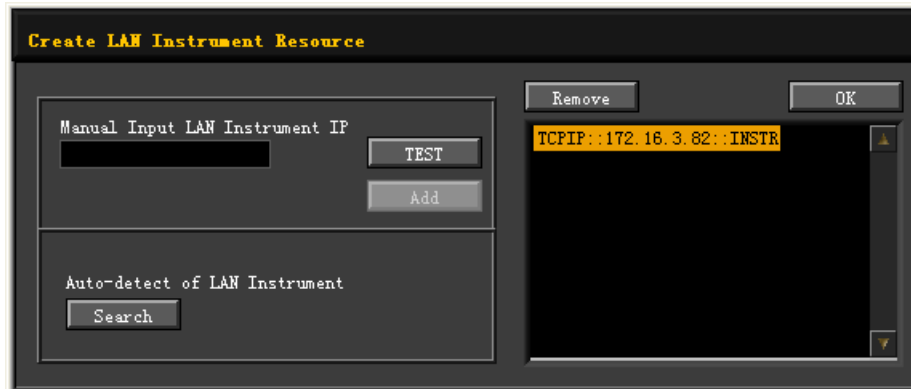 Create LAN Instrument Resource
Manual Input LAN Instrument IP
TEST
Add
Auto-detect of LAN Instrument
Search
Remove
OK
TCPIP::172.16.3.82::INSTR